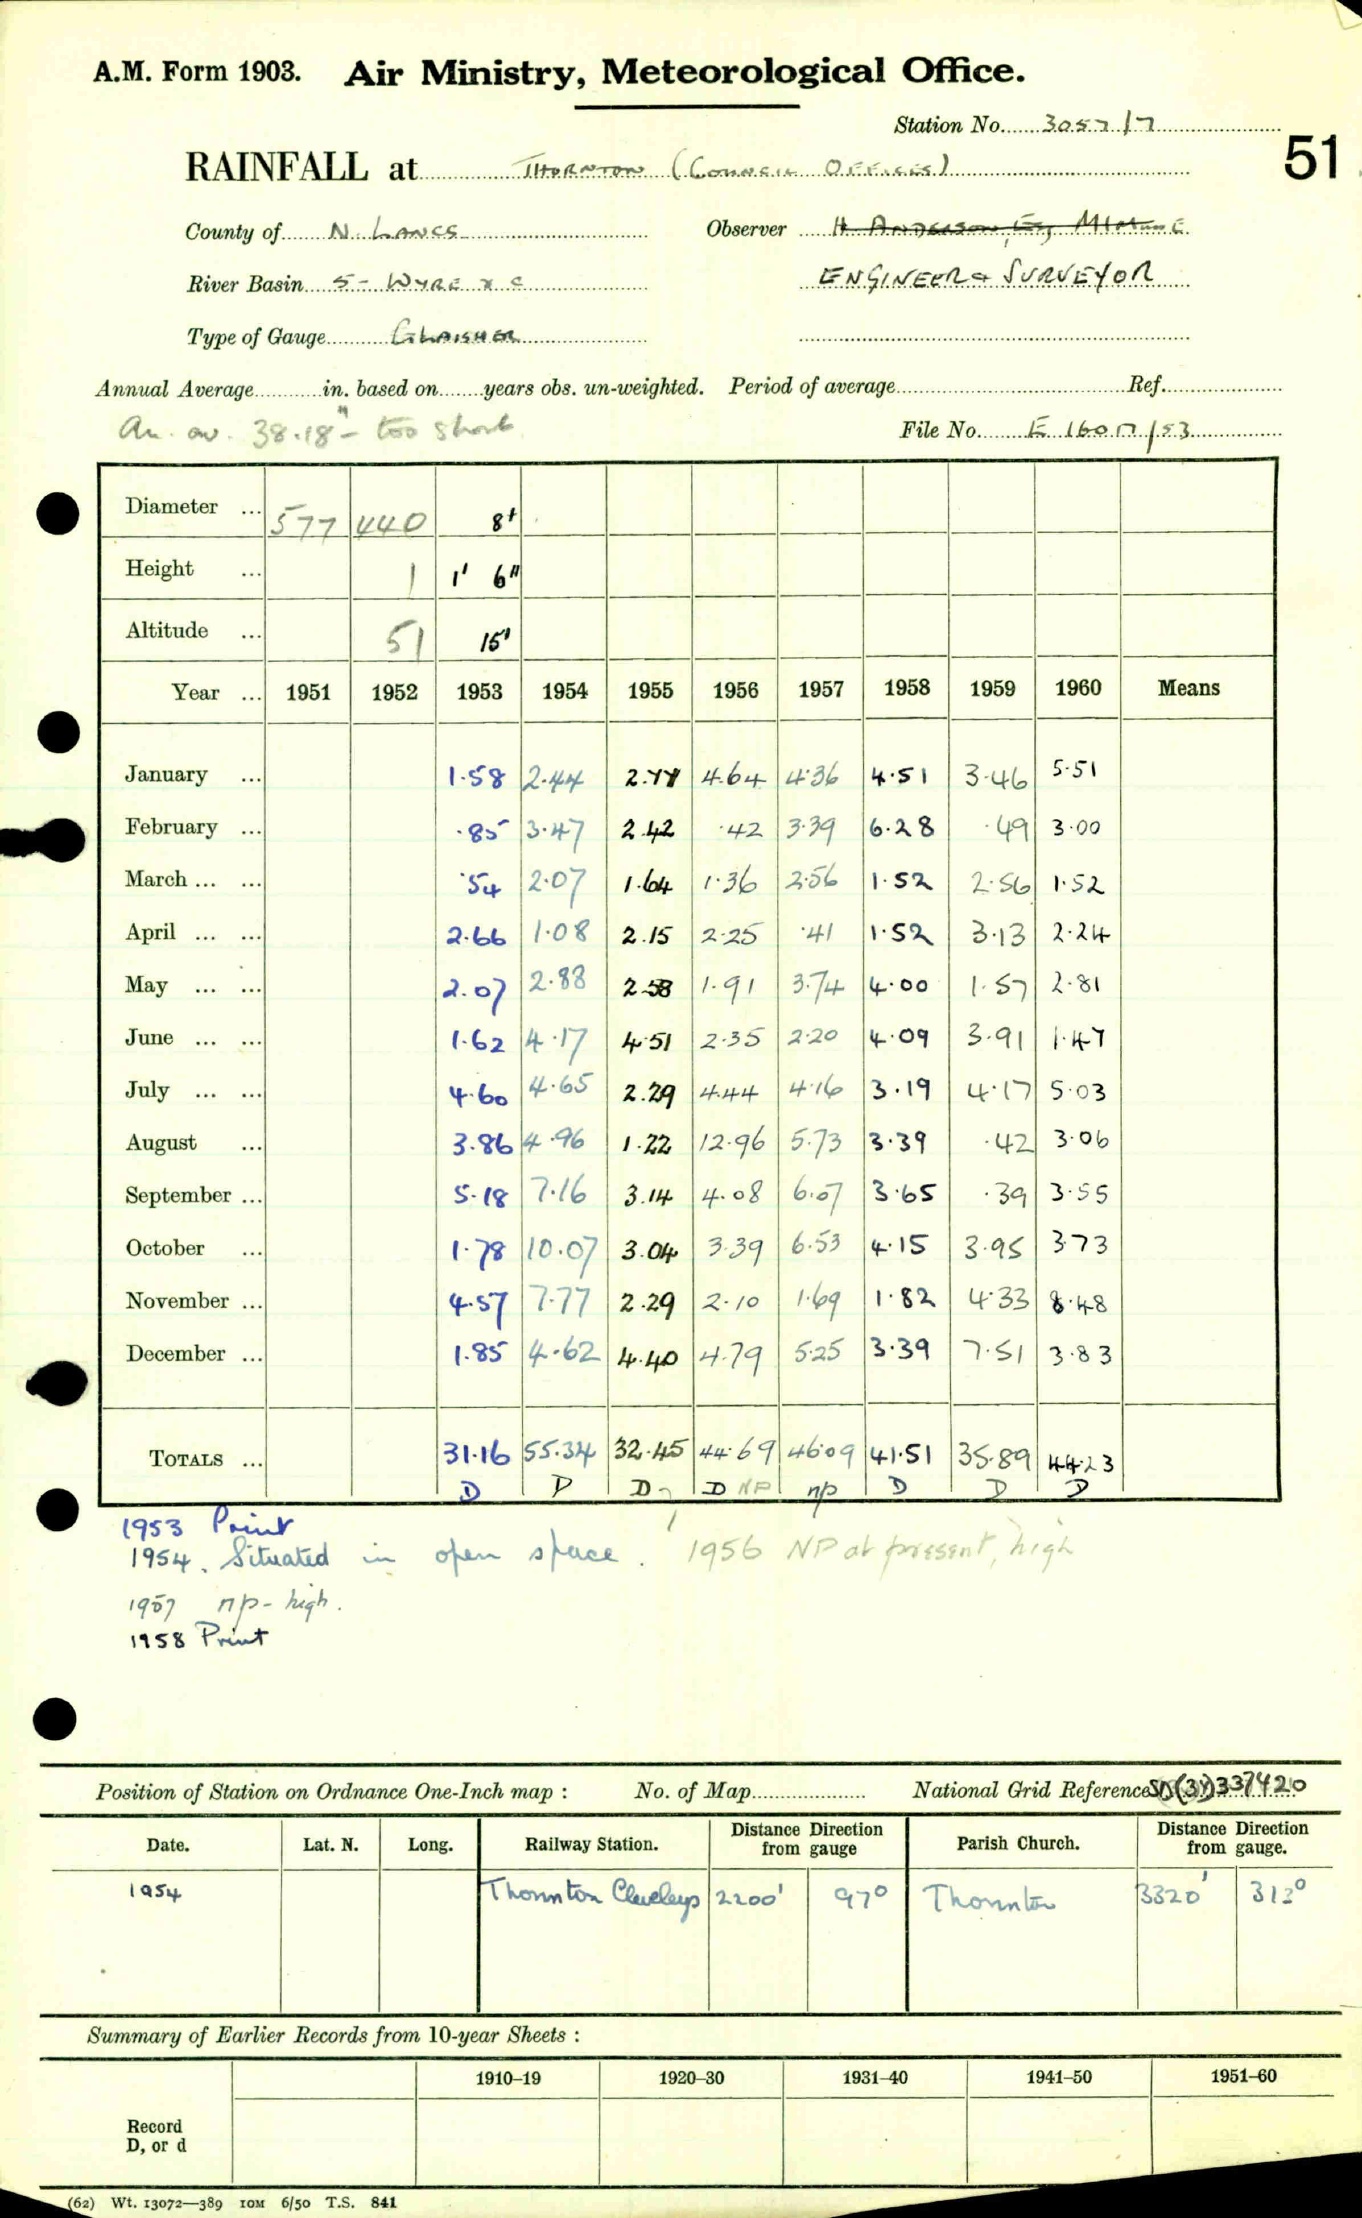 A.M. Form 1903. Air Ministry, Meteorological Office.
Station No. 3057/7
51
RAINFALL at THORNTON (COUNCIL OFFICES)
County of N. LANCS
Observer H ANDERSON, Esq
River Basin 5 - WYRE & C
ENGINEER & SURVEYOR
Type of Gauge GLAISHER
Annual Average in. based on years obs. un-weighted. Period of average Ref.
An. av. 38.18" - too short
File No. E 16017/53
Diameter ... 577 440 8"
Height ... 1 1' 6"
Altitude ... 51 15'
Year ... 1951 1952 1953 1954 1955 1956 1957 1958 1959 1960 Means
January ... 1.58 2.44 2.77 4.64 4.36 4.51 3.46 5.51
February ... .85 3.47 2.42 .42 3.39 6.28 .49 3.00
March ... ... .54 2.07 1.64 1.36 2.56 1.52 2.56 1.52
April ... ... 2.66 1.08 2.15 2.25 .41 1.52 3.13 2.24
May ... ... 2.07 2.88 2.58 1.91 3.74 4.00 1.57 2.81
June ... ... 1.62 4.17 4.51 2.35 2.20 4.09 3.91 1.47
July ... ... 4.60 4.65 2.29 4.44 4.16 3.19 4.17 5.03
August ... 3.86 4.96 1.22 12.96 5.73 3.39 .42 3.06
September ... 5.18 7.16 3.14 4.08 6.07 3.65 .39 3.55
October ... 1.78 10.07 3.04 3.39 6.53 4.15 3.95 3.73
November ... 4.57 7.77 2.29 2.10 1.69 1.82 4.33 8.48
December ... 1.85 4.62 4.40 4.79 5.25 3.39 7.51 3.83
TOTALS ... 31.16 55.34 32.45 44.69 46.09 41.51 35.89 44.23
D D D D NP np D D D
1953 Print
1954. Situated in open space. 1956 NP at present, high
1957 np - high.
1958 Print
Position of Station on Ordnance One-Inch map : No. of Map National Grid Reference SD(34)337420
Date. Lat. N. Long. Railway Station. Distance Direction from gauge Parish Church. Distance Direction from gauge.
1954 Thornton Cleveleys 2200' 97° Thornton 3320' 313°
Summary of Earlier Records from 10-year Sheets :
1910–19 1920–30 1931–40 1941–50 1951–60
Record
D, or d
(62) Wt. 13072—389 10M 6/50 T.S. 841